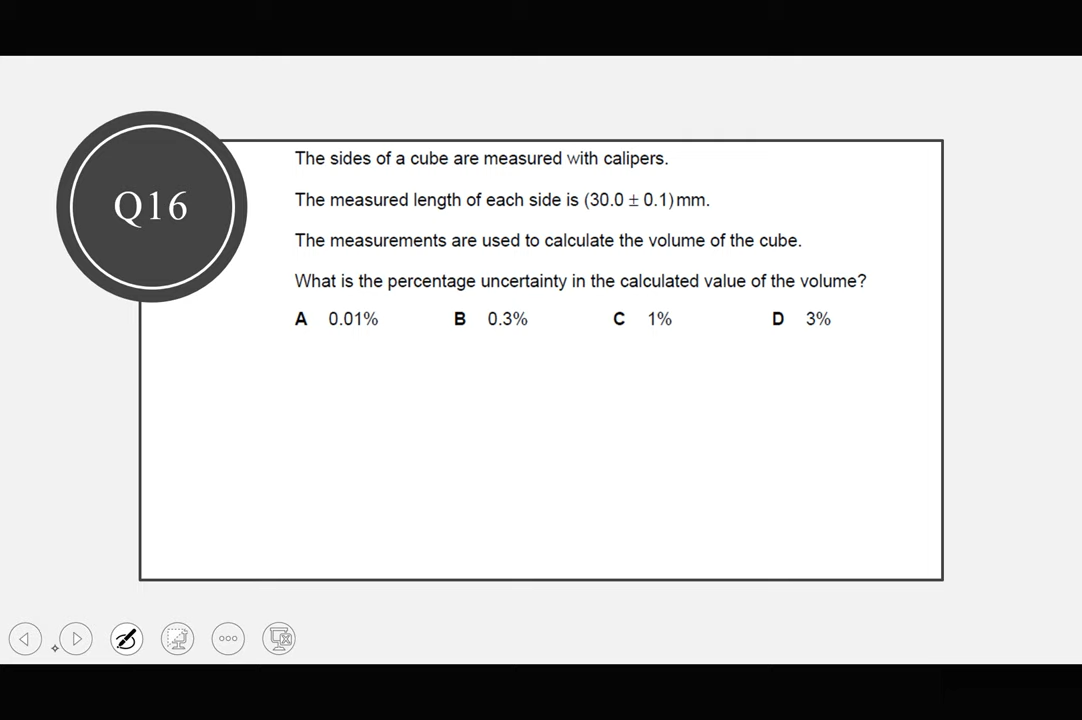 Q16
The sides of a cube are measured with calipers.
The measured length of each side is (30.0 ± 0.1) mm.
The measurements are used to calculate the volume of the cube.
What is the percentage uncertainty in the calculated value of the volume?
A 0.01% B 0.3% C 1% D 3%